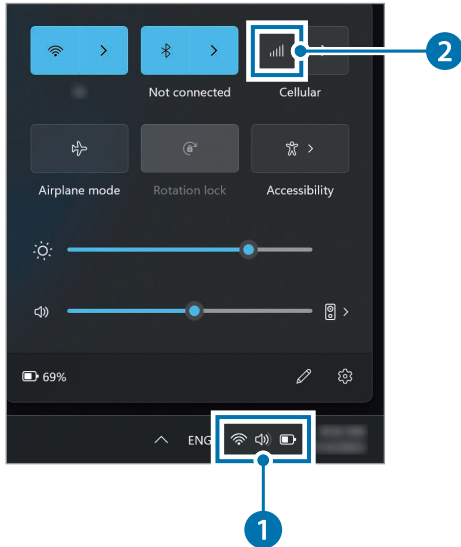 2
Not connected
Cellular
Airplane mode
Rotation lock
Accessibility
69%
ENG
1